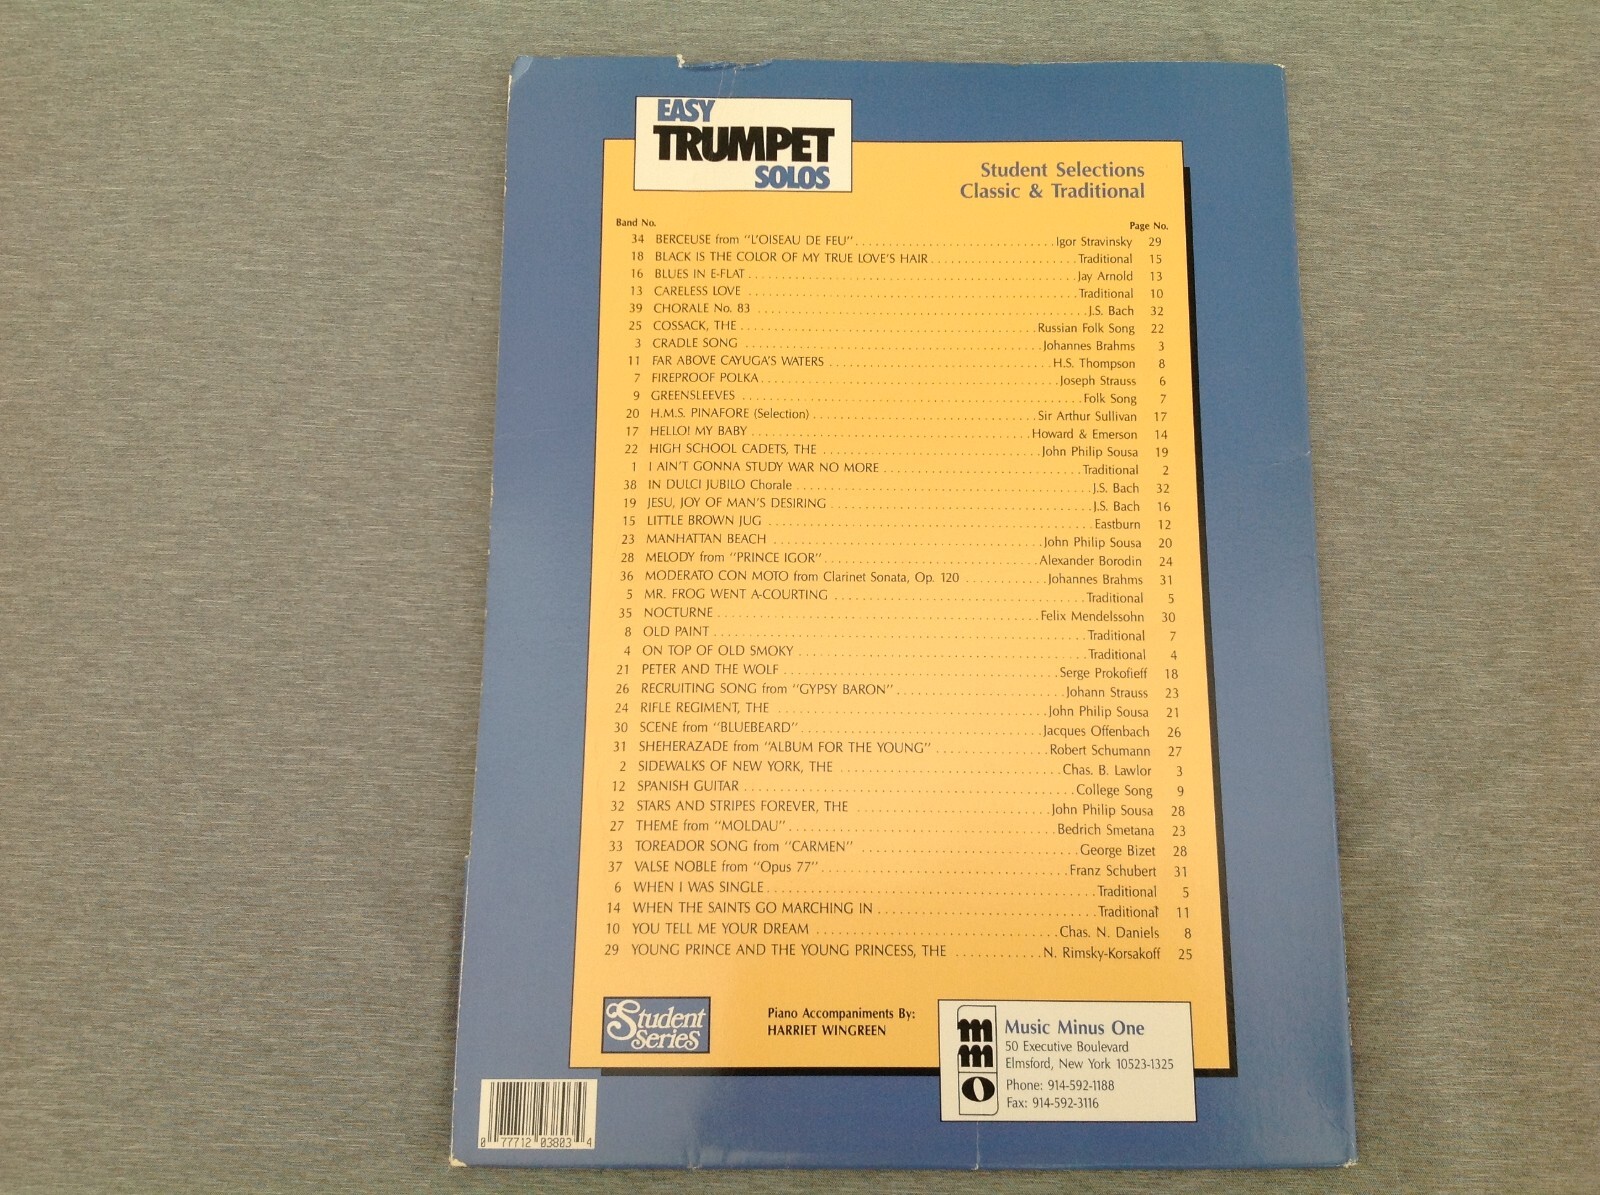 EASY
TRUMPET
SOLOS
Student Selections
Classic & Traditional
Band No. Page No.
34 BERCEUSE from "L'OISEAU DE FEU" Igor Stravinsky 29
18 BLACK IS THE COLOR OF MY TRUE LOVE'S HAIR Traditional 15
16 BLUES IN E-FLAT Jay Arnold 13
13 CARELESS LOVE Traditional 10
39 CHORALE No. 83 J.S. Bach 32
25 COSSACK, THE Russian Folk Song 22
3 CRADLE SONG Johannes Brahms 3
11 FAR ABOVE CAYUGA'S WATERS H.S. Thompson 8
7 FIREPROOF POLKA Joseph Strauss 6
9 GREENSLEEVES Folk Song 7
20 H.M.S. PINAFORE (Selection) Sir Arthur Sullivan 17
17 HELLO! MY BABY Howard & Emerson 14
22 HIGH SCHOOL CADETS, THE John Philip Sousa 19
1 I AIN'T GONNA STUDY WAR NO MORE Traditional 2
38 IN DULCI JUBILO Chorale J.S. Bach 32
19 JESU, JOY OF MAN'S DESIRING J.S. Bach 16
15 LITTLE BROWN JUG Eastburn 12
23 MANHATTAN BEACH John Philip Sousa 20
28 MELODY from "PRINCE IGOR" Alexander Borodin 24
36 MODERATO CON MOTO from Clarinet Sonata, Op. 120 Johannes Brahms 31
5 MR. FROG WENT A-COURTING Traditional 5
35 NOCTURNE Felix Mendelssohn 30
8 OLD PAINT Traditional 7
4 ON TOP OF OLD SMOKY Traditional 4
21 PETER AND THE WOLF Serge Prokofieff 18
26 RECRUITING SONG from "GYPSY BARON" Johann Strauss 23
24 RIFLE REGIMENT, THE John Philip Sousa 21
30 SCENE from "BLUEBEARD" Jacques Offenbach 26
31 SHEHERAZADE from "ALBUM FOR THE YOUNG" Robert Schumann 27
2 SIDEWALKS OF NEW YORK, THE Chas. B. Lawlor 3
12 SPANISH GUITAR College Song 9
32 STARS AND STRIPES FOREVER, THE John Philip Sousa 28
27 THEME from "MOLDAU" Bedrich Smetana 23
33 TOREADOR SONG from "CARMEN" George Bizet 28
37 VALSE NOBLE from "Opus 77" Franz Schubert 31
6 WHEN I WAS SINGLE Traditional 5
14 WHEN THE SAINTS GO MARCHING IN Traditional 11
10 YOU TELL ME YOUR DREAM Chas. N. Daniels 8
29 YOUNG PRINCE AND THE YOUNG PRINCESS, THE N. Rimsky-Korsakoff 25
Student
Series
Piano Accompaniments By:
HARRIET WINGREEN
mmo
Music Minus One
50 Executive Boulevard
Elmsford, New York 10523-1325
Phone: 914-592-1188
Fax: 914-592-3116
0 77712 03803 4